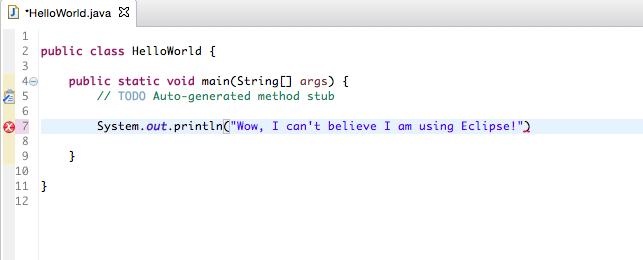 *HelloWorld.java
1
2 public class HelloWorld {
3
4 public static void main(String[] args) {
5 // TODO Auto-generated method stub
6
7 System.out.println("Wow, I can't believe I am using Eclipse!")
8
9 }
10
11 }
12